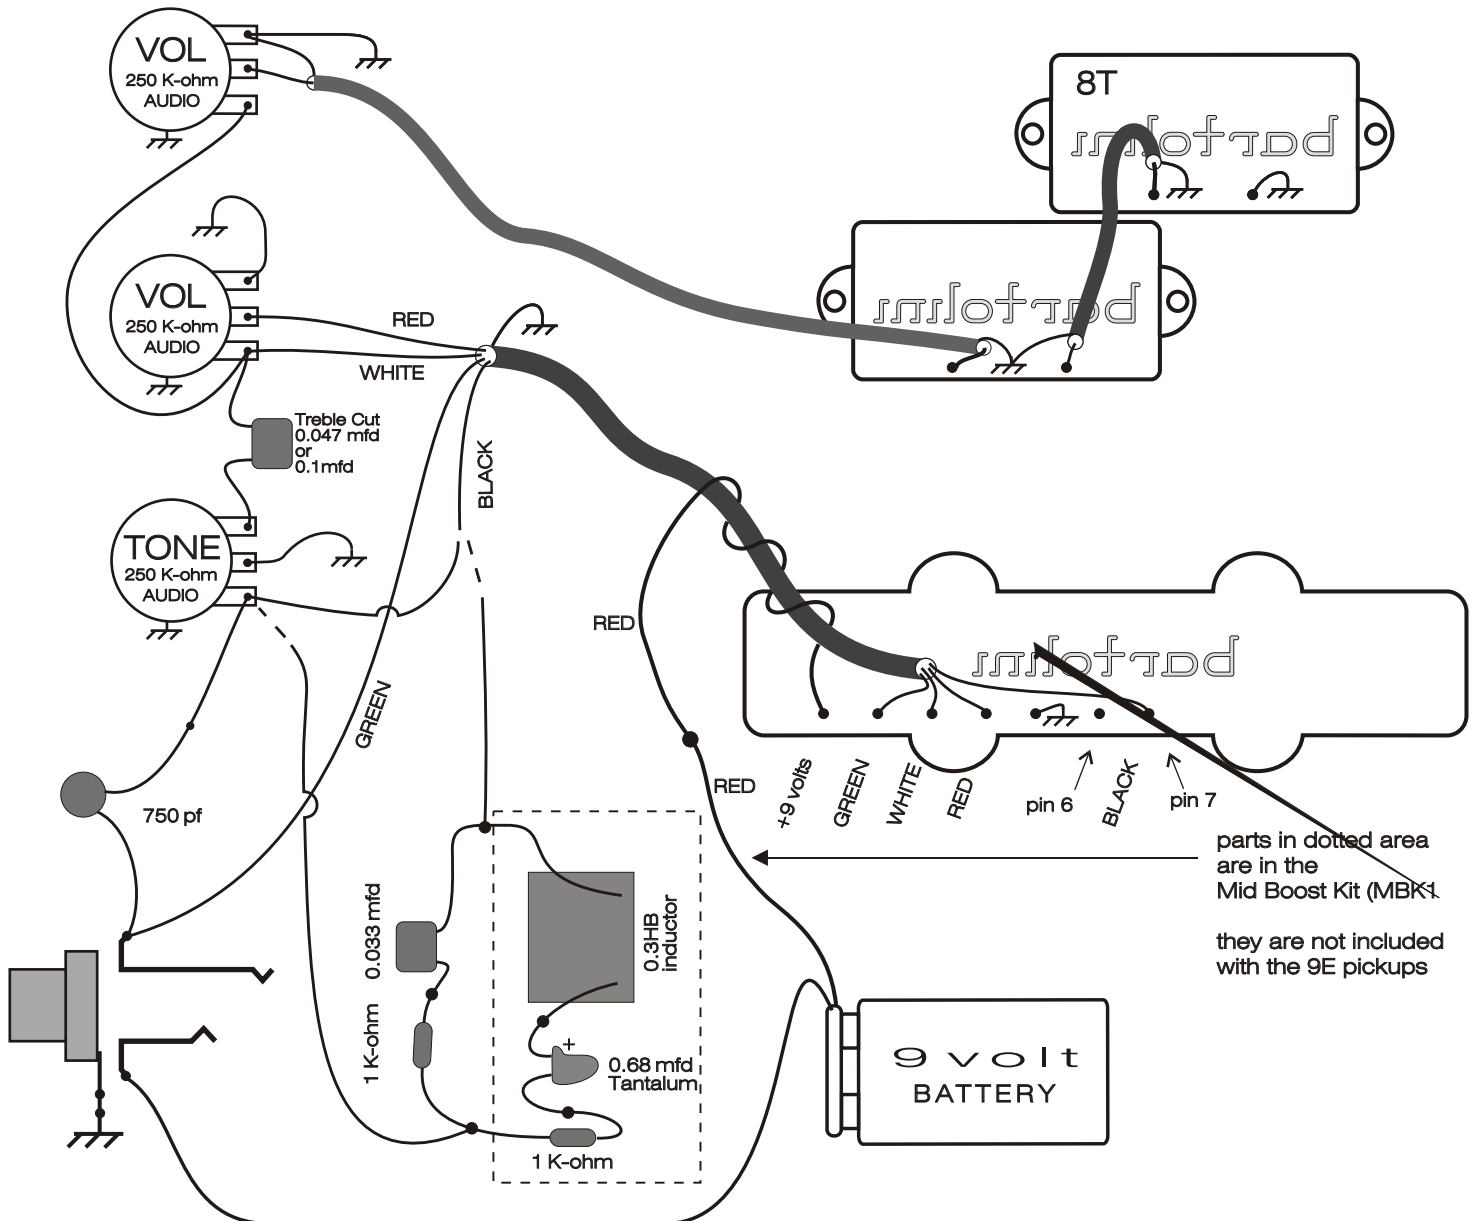 VOL
250 K-ohm
AUDIO
8T
bartolini
bartolini
VOL
250 K-ohm
AUDIO
RED
WHITE
Treble Cut
0.047 mfd
or
0.1mfd
BLACK
TONE
250 K-ohm
AUDIO
RED
bartolini
GREEN
RED
+9 volts
GREEN
WHITE
RED
pin 6
BLACK
pin 7
750 pf
parts in dotted area
are in the
Mid Boost Kit (MBK1
they are not included
with the 9E pickups
0.033 mfd
0.3HB
inductor
1 K-ohm
+
0.68 mfd
Tantalum
1 K-ohm
9 volt
BATTERY